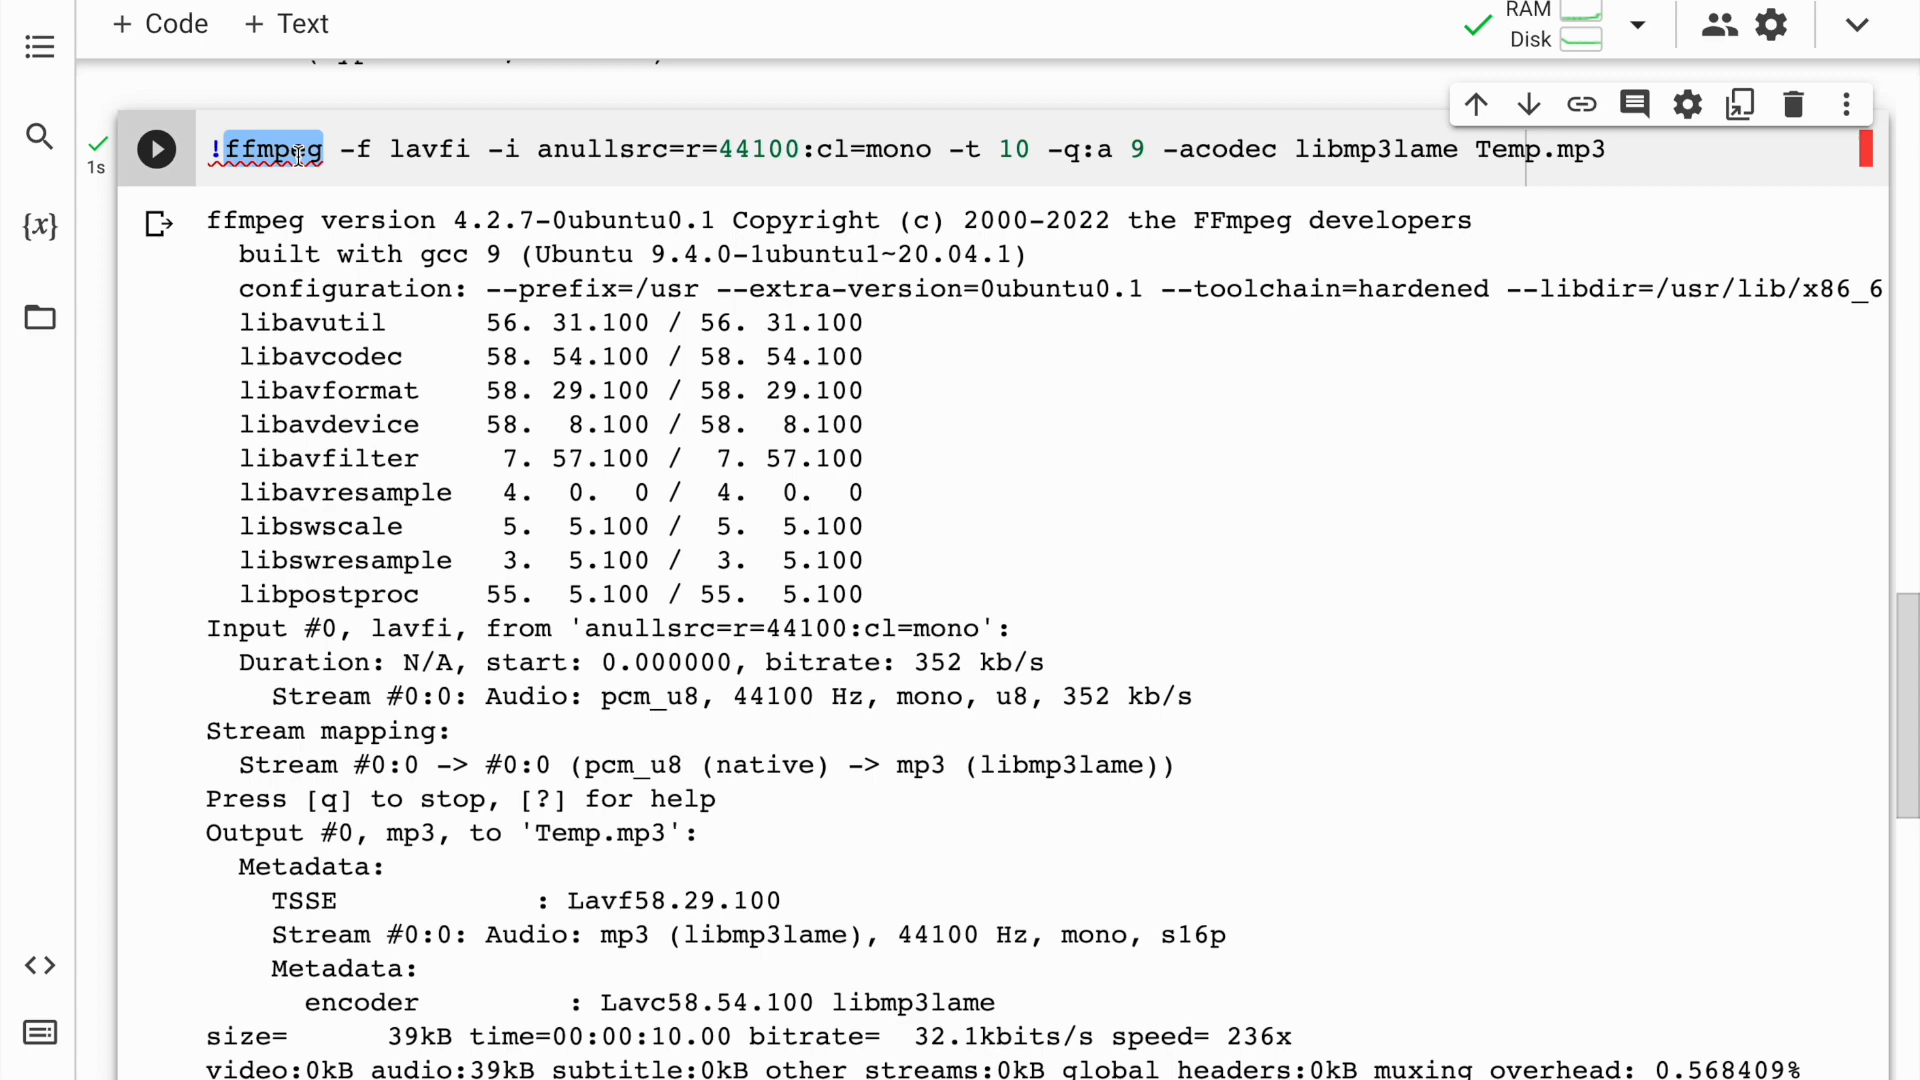 + Code + Text
RAM
Disk
1s
!ffmpeg -f lavfi -i anullsrc=r=44100:cl=mono -t 10 -q:a 9 -acodec libmp3lame Temp.mp3
{x}
ffmpeg version 4.2.7-0ubuntu0.1 Copyright (c) 2000-2022 the FFmpeg developers
built with gcc 9 (Ubuntu 9.4.0-1ubuntu1~20.04.1)
configuration: --prefix=/usr --extra-version=0ubuntu0.1 --toolchain=hardened --libdir=/usr/lib/x86_6
libavutil 56. 31.100 / 56. 31.100
libavcodec 58. 54.100 / 58. 54.100
libavformat 58. 29.100 / 58. 29.100
libavdevice 58. 8.100 / 58. 8.100
libavfilter 7. 57.100 / 7. 57.100
libavresample 4. 0. 0 / 4. 0. 0
libswscale 5. 5.100 / 5. 5.100
libswresample 3. 5.100 / 3. 5.100
libpostproc 55. 5.100 / 55. 5.100
Input #0, lavfi, from 'anullsrc=r=44100:cl=mono':
Duration: N/A, start: 0.000000, bitrate: 352 kb/s
Stream #0:0: Audio: pcm_u8, 44100 Hz, mono, u8, 352 kb/s
Stream mapping:
Stream #0:0 -> #0:0 (pcm_u8 (native) -> mp3 (libmp3lame))
Press [q] to stop, [?] for help
Output #0, mp3, to 'Temp.mp3':
Metadata:
TSSE : Lavf58.29.100
Stream #0:0: Audio: mp3 (libmp3lame), 44100 Hz, mono, s16p
Metadata:
encoder : Lavc58.54.100 libmp3lame
size= 39kB time=00:00:10.00 bitrate= 32.1kbits/s speed= 236x
video:0kB audio:39kB subtitle:0kB other streams:0kB global headers:0kB muxing overhead: 0.568409%